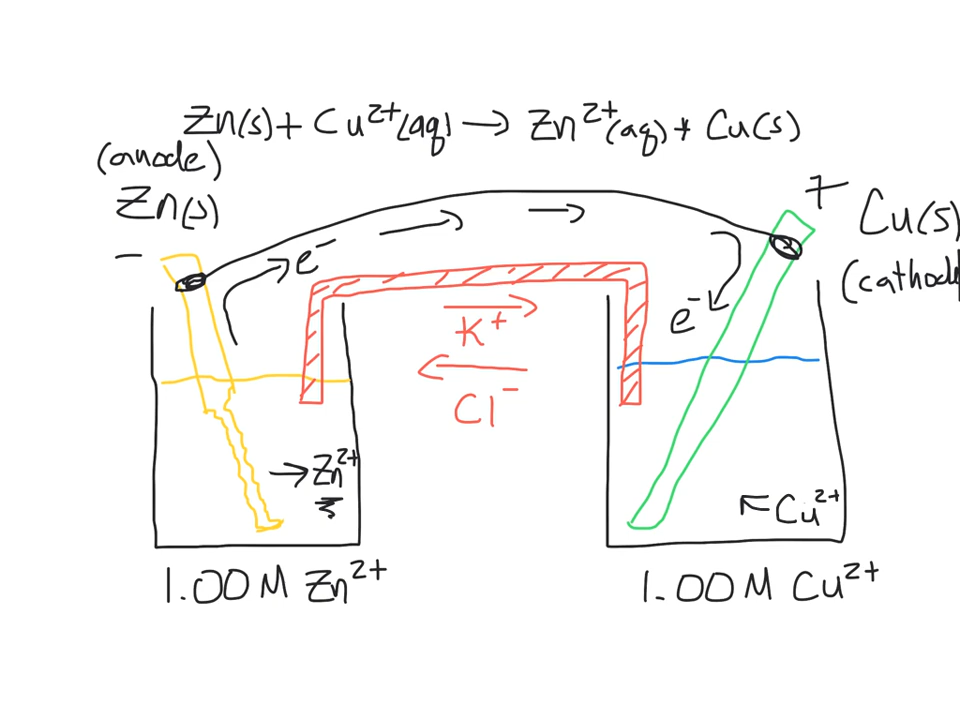 Zn(s) + Cu²⁺(aq) → Zn²⁺(aq) + Cu(s)
(anode)
Zn(s)
−
+
Cu(s)
(cathode
e⁻
e⁻
K⁺
Cl⁻
→ Zn²⁺
← Cu²⁺
1.00 M Zn²⁺
1.00 M Cu²⁺